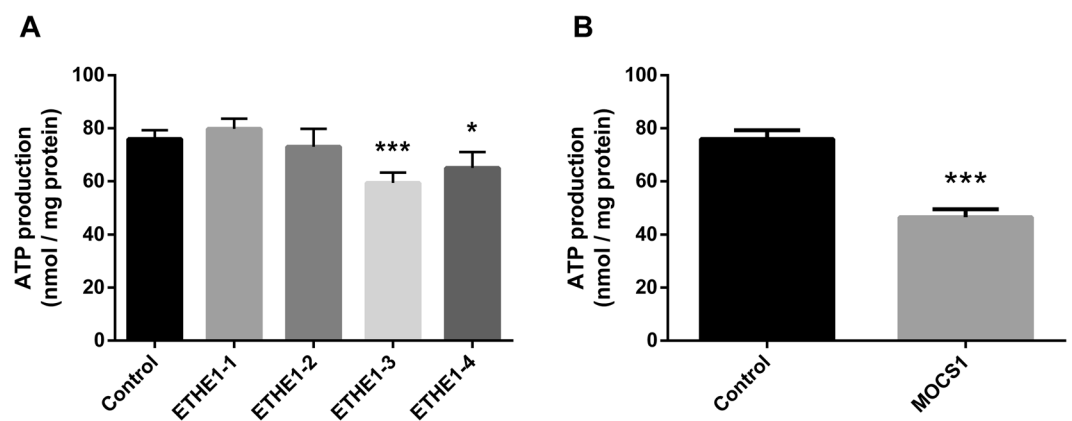 A
ATP production
(nmol / mg protein)
100
80
60
40
20
0
***
*
Control
ETHE1-1
ETHE1-2
ETHE1-3
ETHE1-4
B
ATP production
(nmol / mg protein)
100
80
60
40
20
0
***
Control
MOCS1